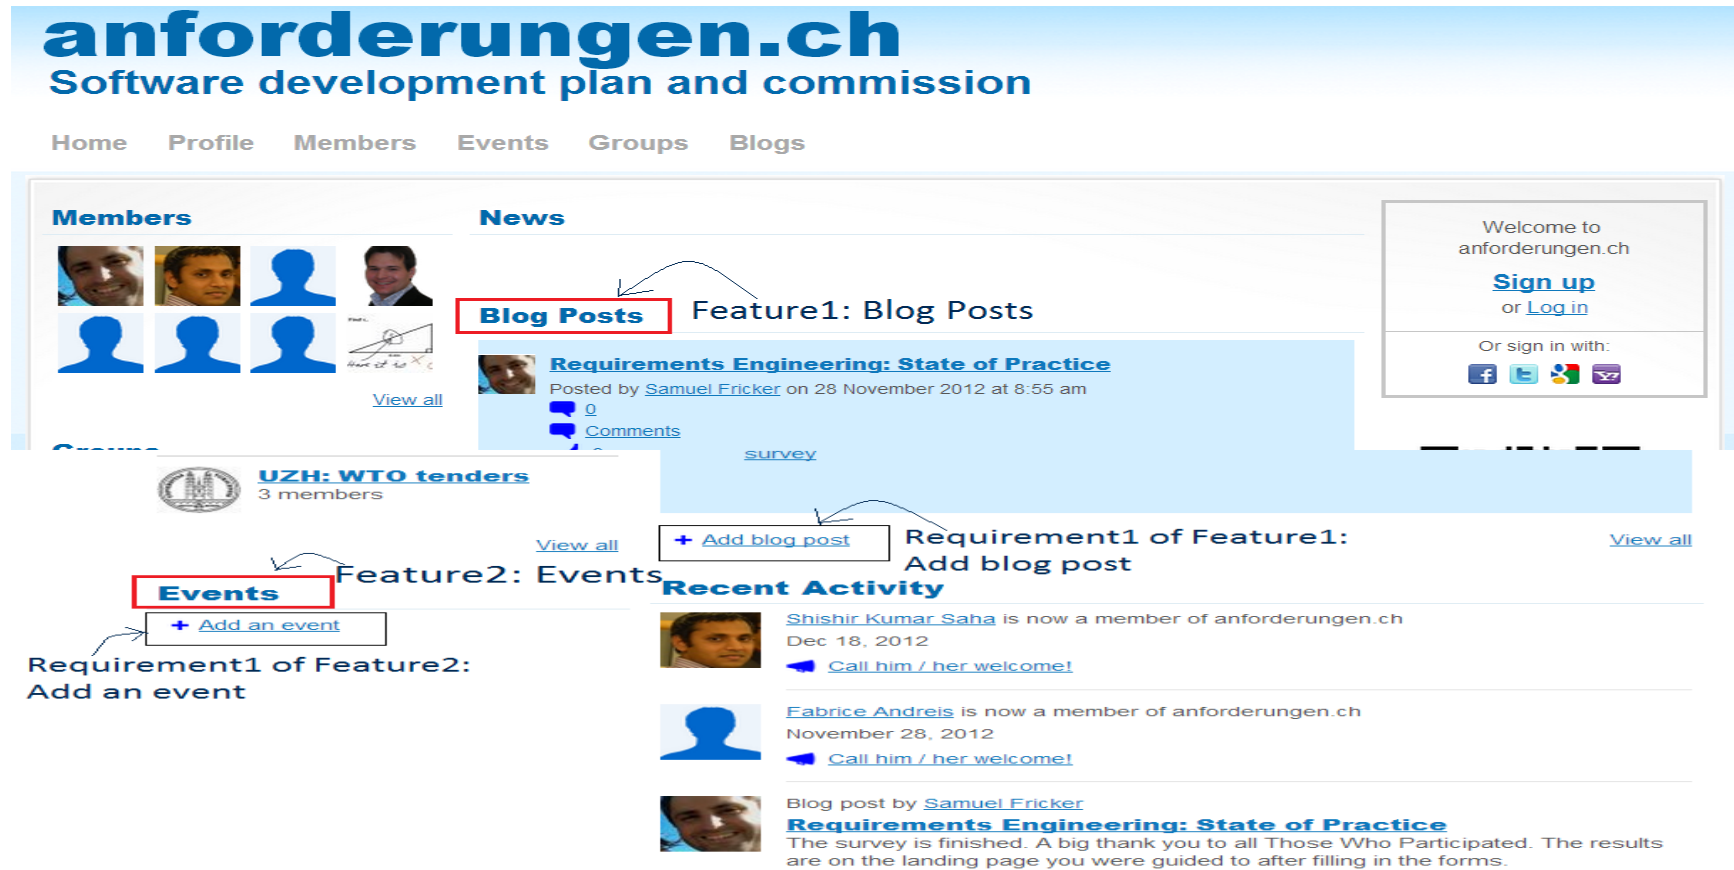 anforderungen.ch
Software development plan and commission
Home Profile Members Events Groups Blogs
Members
View all
News
Feature1: Blog Posts
Blog Posts
Requirements Engineering: State of Practice
Posted by Samuel Fricker on 28 November 2012 at 8:55 am
0
Comments
survey
Welcome to
anforderungen.ch
Sign up
or Log in
Or sign in with:
Groups
UZH: WTO tenders
3 members
View all
Feature2: Events
Events
+ Add an event
Requirement1 of Feature2:
Add an event
+ Add blog post
Requirement1 of Feature1:
Add blog post
View all
Recent Activity
Shishir Kumar Saha is now a member of anforderungen.ch
Dec 18, 2012
Call him / her welcome!
Fabrice Andreis is now a member of anforderungen.ch
November 28, 2012
Call him / her welcome!
Blog post by Samuel Fricker
Requirements Engineering: State of Practice
The survey is finished. A big thank you to all Those Who Participated. The results
are on the landing page you were guided to after filling in the forms.